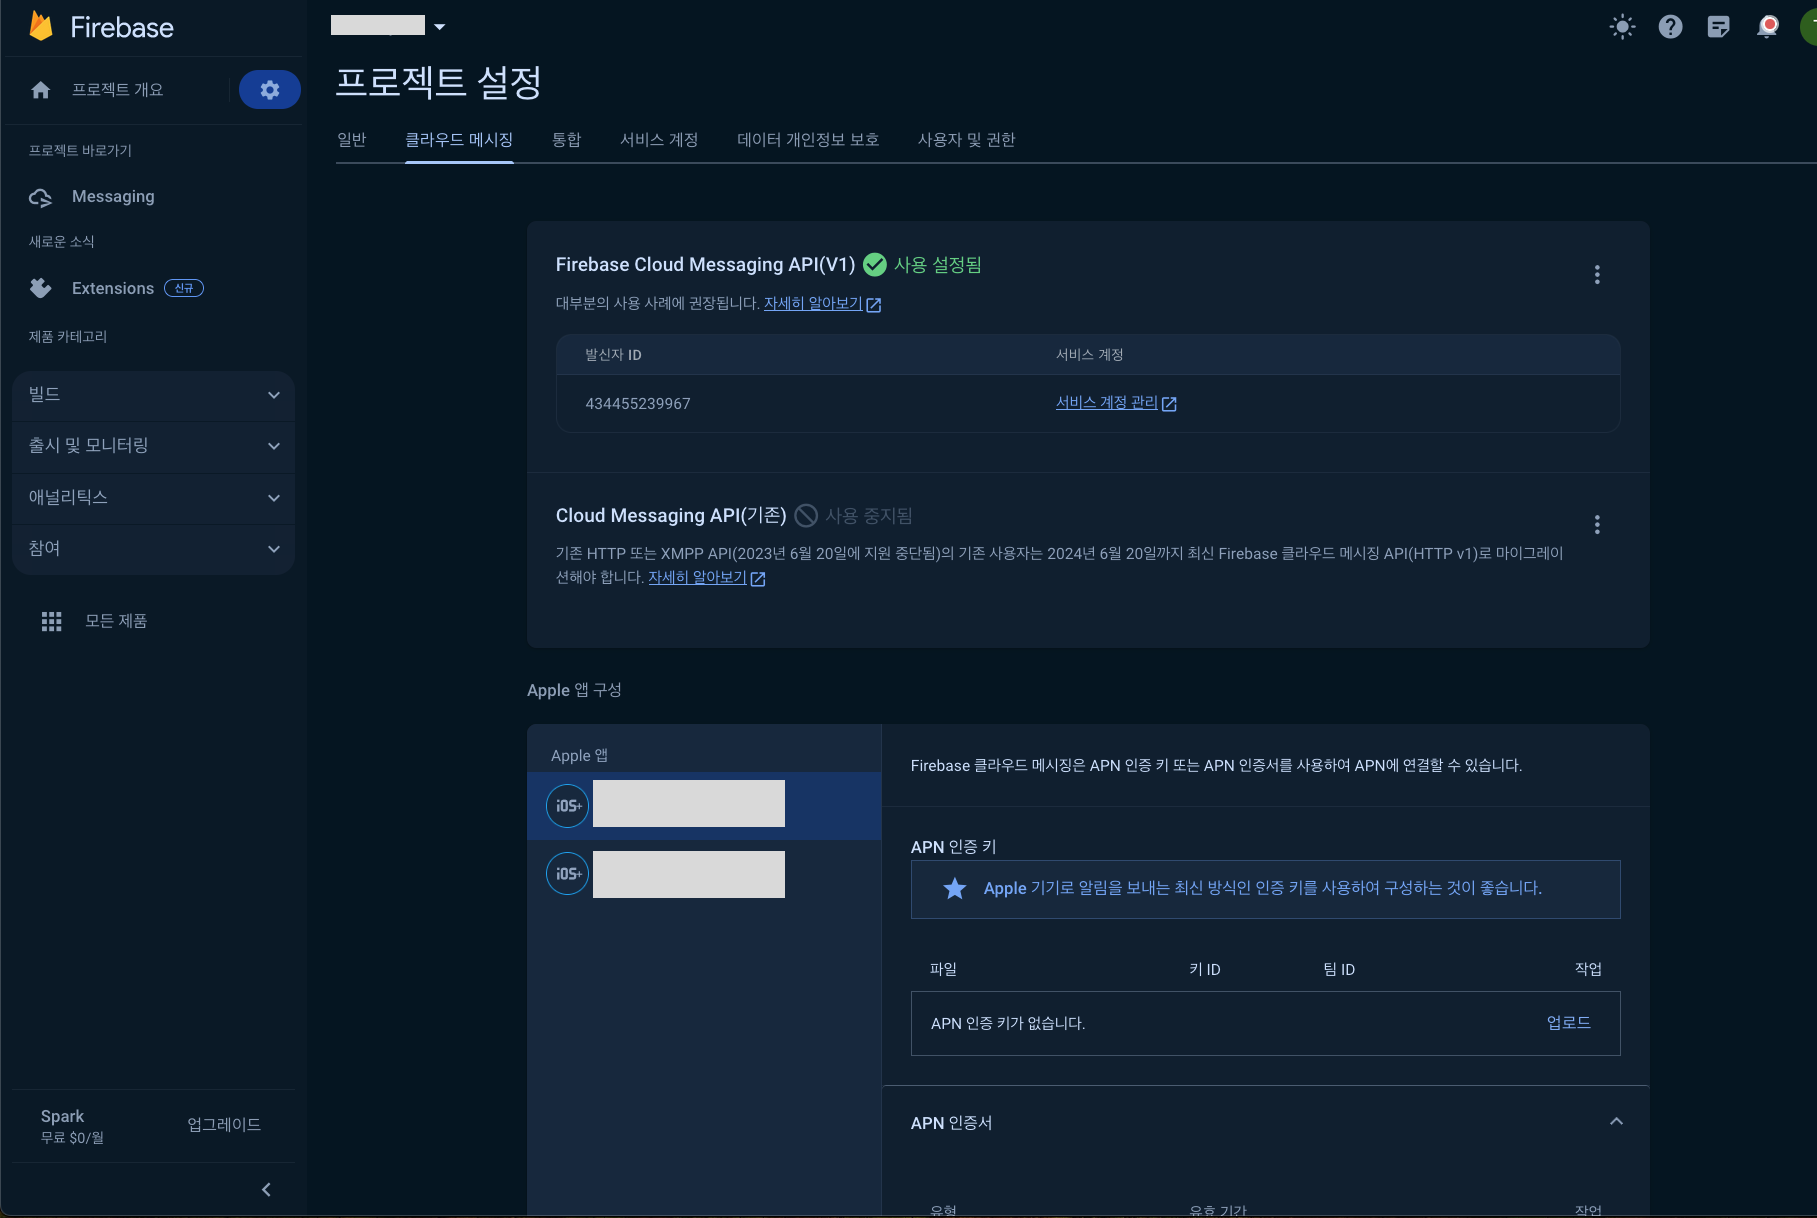 Firebase
프로젝트 개요
프로젝트 바로가기
Messaging
새로운 소식
Extensions 신규
제품 카테고리
빌드
출시 및 모니터링
애널리틱스
참여
모든 제품
Spark
무료 $0/월
업그레이드
프로젝트 설정
일반 클라우드 메시징 통합 서비스 계정 데이터 개인정보 보호 사용자 및 권한
Firebase Cloud Messaging API(V1) 사용 설정됨
대부분의 사용 사례에 권장됩니다. 자세히 알아보기
발신자 ID 서비스 계정
434455239967 서비스 계정 관리
Cloud Messaging API(기존) 사용 중지됨
기존 HTTP 또는 XMPP API(2023년 6월 20일에 지원 중단됨)의 기존 사용자는 2024년 6월 20일까지 최신 Firebase 클라우드 메시징 API(HTTP v1)로 마이그레이
션해야 합니다. 자세히 알아보기
Apple 앱 구성
Apple 앱
iOS+
iOS+
Firebase 클라우드 메시징은 APN 인증 키 또는 APN 인증서를 사용하여 APN에 연결할 수 있습니다.
APN 인증 키
Apple 기기로 알림을 보내는 최신 방식인 인증 키를 사용하여 구성하는 것이 좋습니다.
파일 키 ID 팀 ID 작업
APN 인증 키가 없습니다. 업로드
APN 인증서
유형 유효 기간 작업